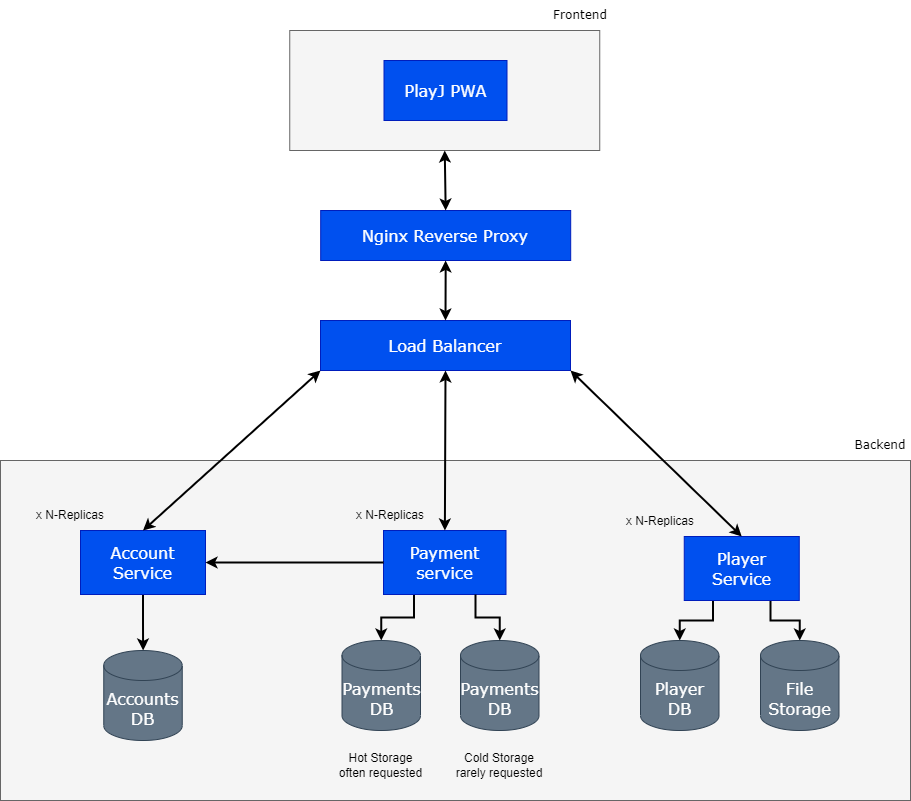 Frontend
PlayJ PWA
Nginx Reverse Proxy
Load Balancer
Backend
x N-Replicas
x N-Replicas
x N-Replicas
Account
Service
Payment
service
Player
Service
Accounts
DB
Payments
DB
Payments
DB
Player
DB
File
Storage
Hot Storage
often requested
Cold Storage
rarely requested